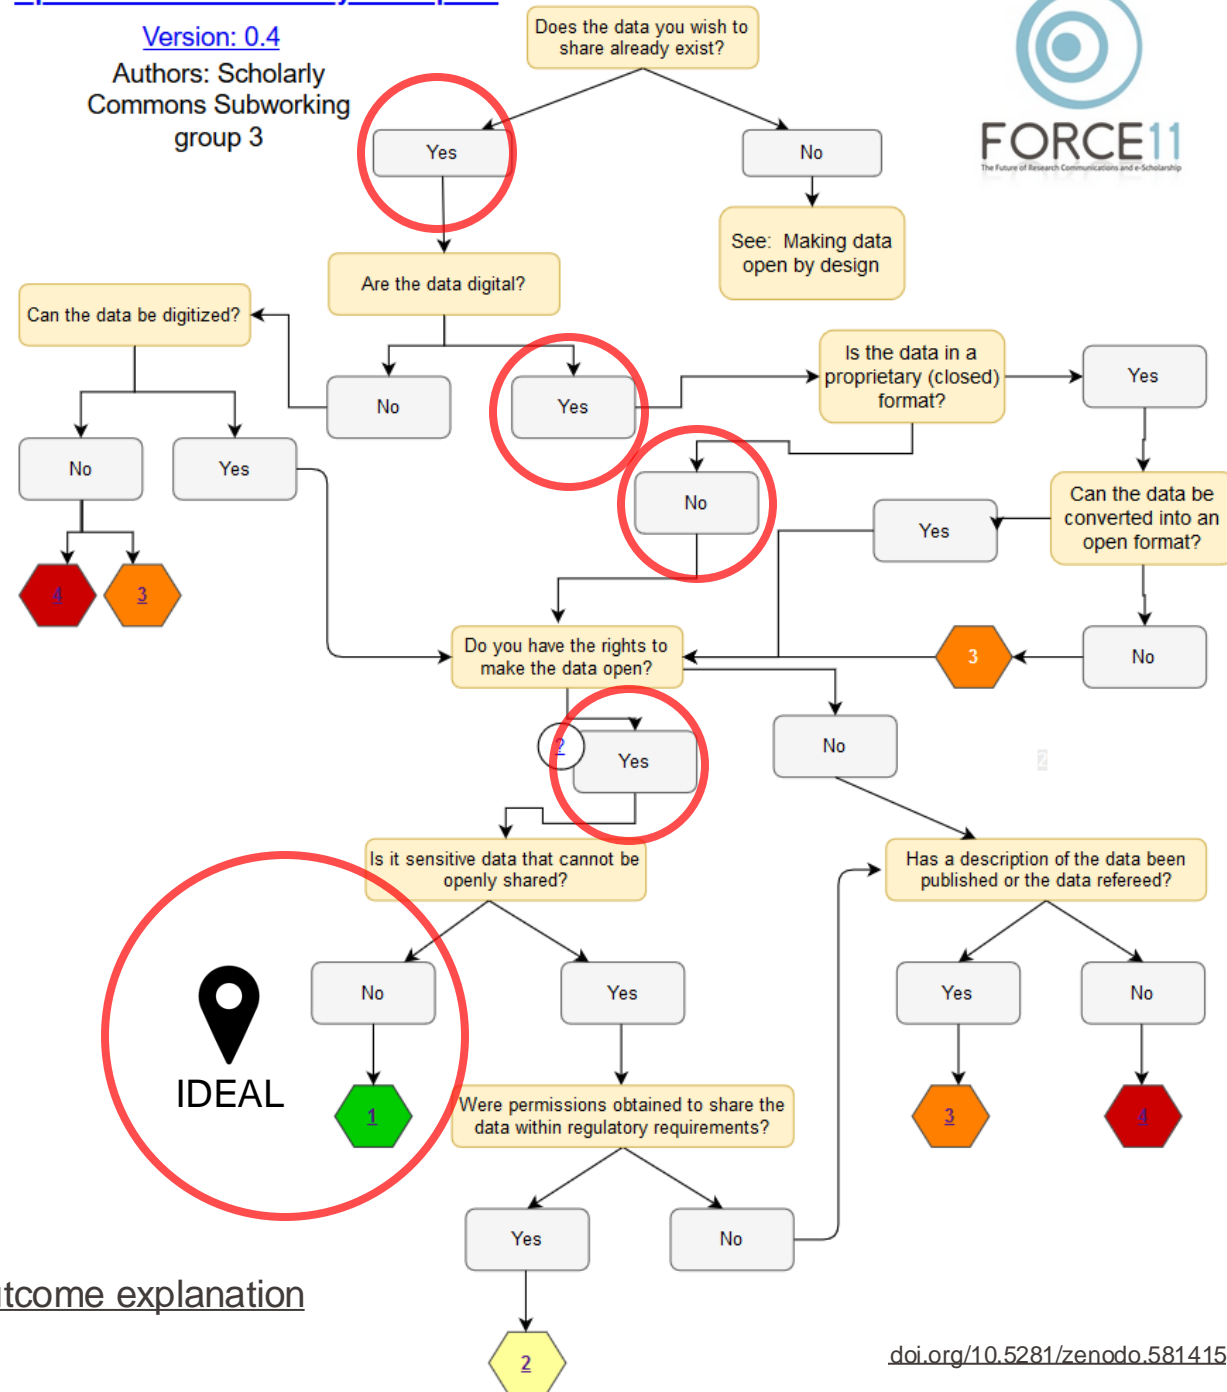 Version: 0.4
Authors: Scholarly
Commons Subworking
group 3
FORCE11
The Future of Research Communications and e-Scholarship
Does the data you wish to
share already exist?
Yes
No
See: Making data
open by design
Are the data digital?
Can the data be digitized?
No
Yes
Is the data in a
proprietary (closed)
format?
Yes
No
Yes
No
Can the data be
converted into an
open format?
Yes
4
3
Do you have the rights to
make the data open?
3
No
?
Yes
No
2
Is it sensitive data that cannot be
openly shared?
Has a description of the data been
published or the data refereed?
No
Yes
Yes
No
IDEAL
1
Were permissions obtained to share the
data within regulatory requirements?
3
4
Yes
No
explanation
2
doi.org/10.5281/zenodo.581415